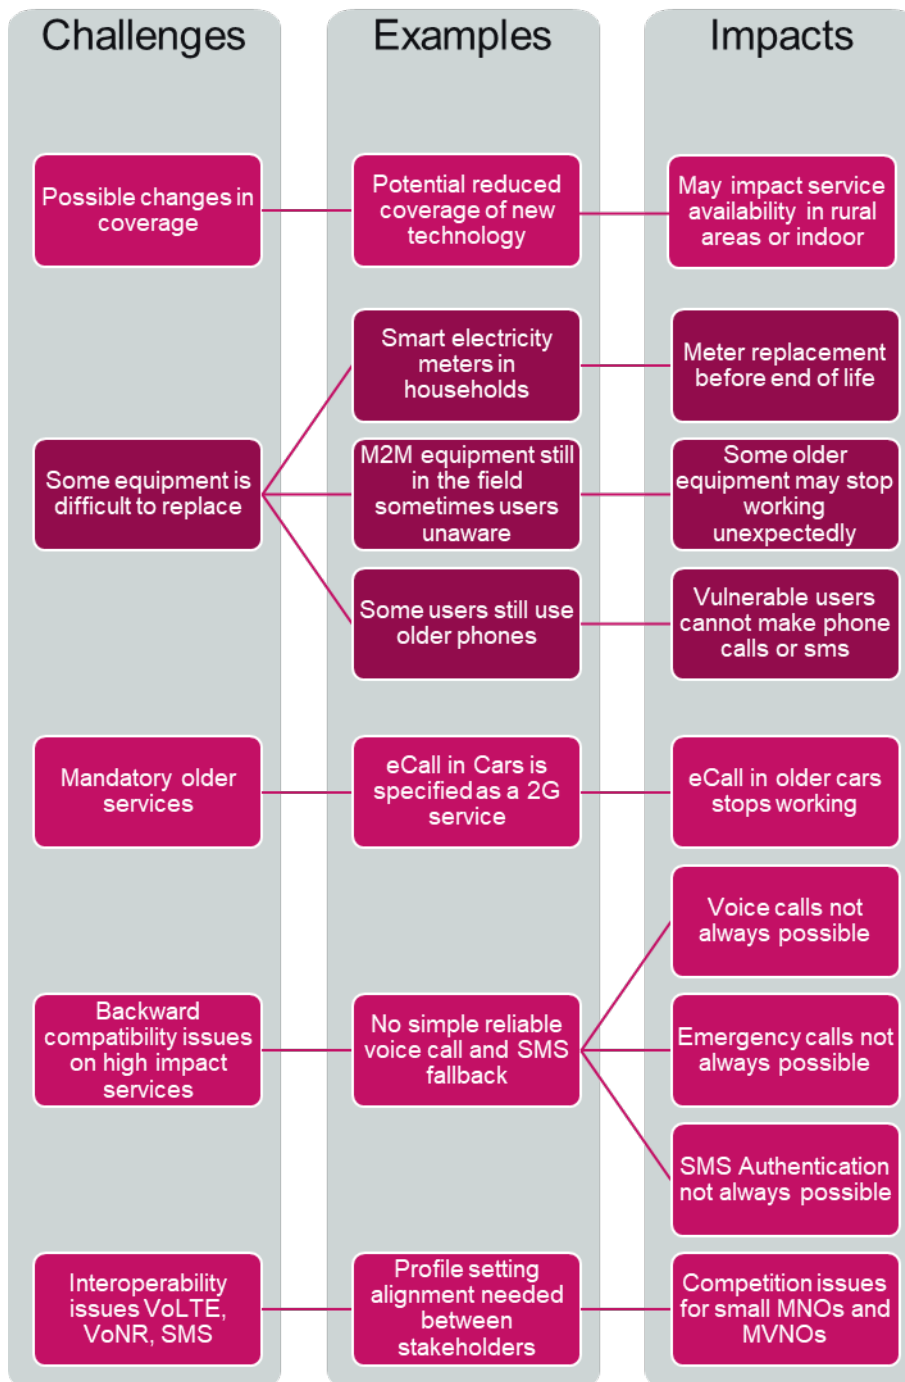 Challenges
Examples
Impacts
Possible changes in
coverage
Potential reduced
coverage of new
technology
May impact service
availability in rural
areas or indoor
Some equipment is
difficult to replace
Smart electricity
meters in
households
Meter replacement
before end of life
M2M equipment still
in the field
sometimes users
unaware
Some older
equipment may stop
working
unexpectedly
Some users still use
older phones
Vulnerable users
cannot make phone
calls or sms
Mandatory older
services
eCall in Cars is
specified as a 2G
service
eCall in older cars
stops working
Backward
compatibility issues
on high impact
services
No simple reliable
voice call and SMS
fallback
Voice calls not
always possible
Emergency calls not
always possible
SMS Authentication
not always possible
Interoperability
issues VoLTE,
VoNR, SMS
Profile setting
alignment needed
between
stakeholders
Competition issues
for small MNOs and
MVNOs